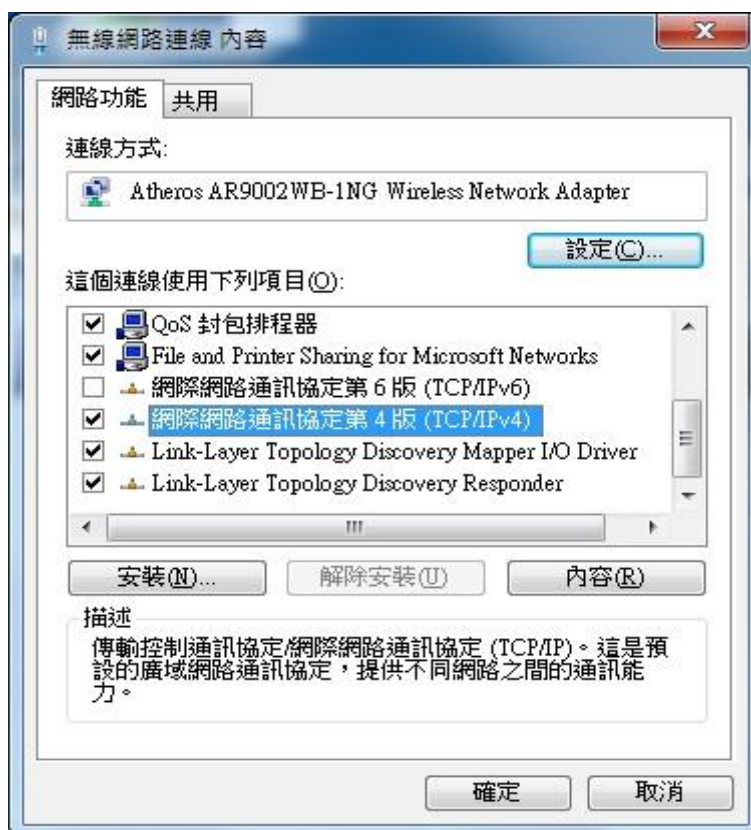 無線網路連線 內容
網路功能
共用
連線方式:
Atheros AR9002WB-1NG Wireless Network Adapter
設定(C)...
這個連線使用下列項目(O):
QoS 封包排程器
File and Printer Sharing for Microsoft Networks
網際網路通訊協定第 6 版 (TCP/IPv6)
網際網路通訊協定第 4 版 (TCP/IPv4)
Link-Layer Topology Discovery Mapper I/O Driver
Link-Layer Topology Discovery Responder
安裝(N)...
解除安裝(U)
內容(R)
描述
傳輸控制通訊協定/網際網路通訊協定 (TCP/IP)。這是預
設的廣域網路通訊協定，提供不同網路之間的通訊能
力。
確定
取消